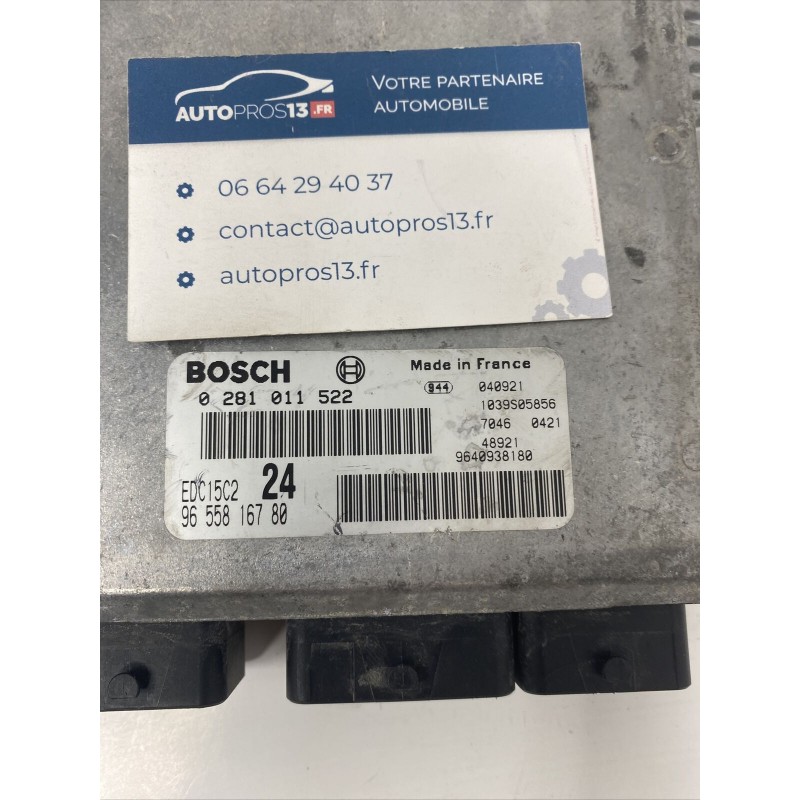 AUTOPROS13.FR
VOTRE PARTENAIRE
AUTOMOBILE
06 64 29 40 37
contact@autopros13.fr
autopros13.fr
BOSCH
Made in France
0 281 011 522
944 040921
1039S05856
7046 0421
48921
9640938180
EDC15C2 24
96 558 167 80